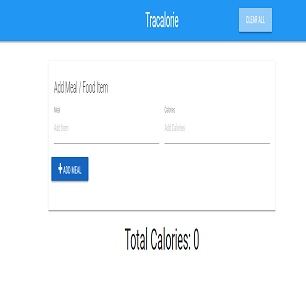 Tracalorie
CLEAR ALL
Add Meal / Food Item
Meal
Calories
Add Item
Add Calories
+ ADD MEAL
Total Calories: 0